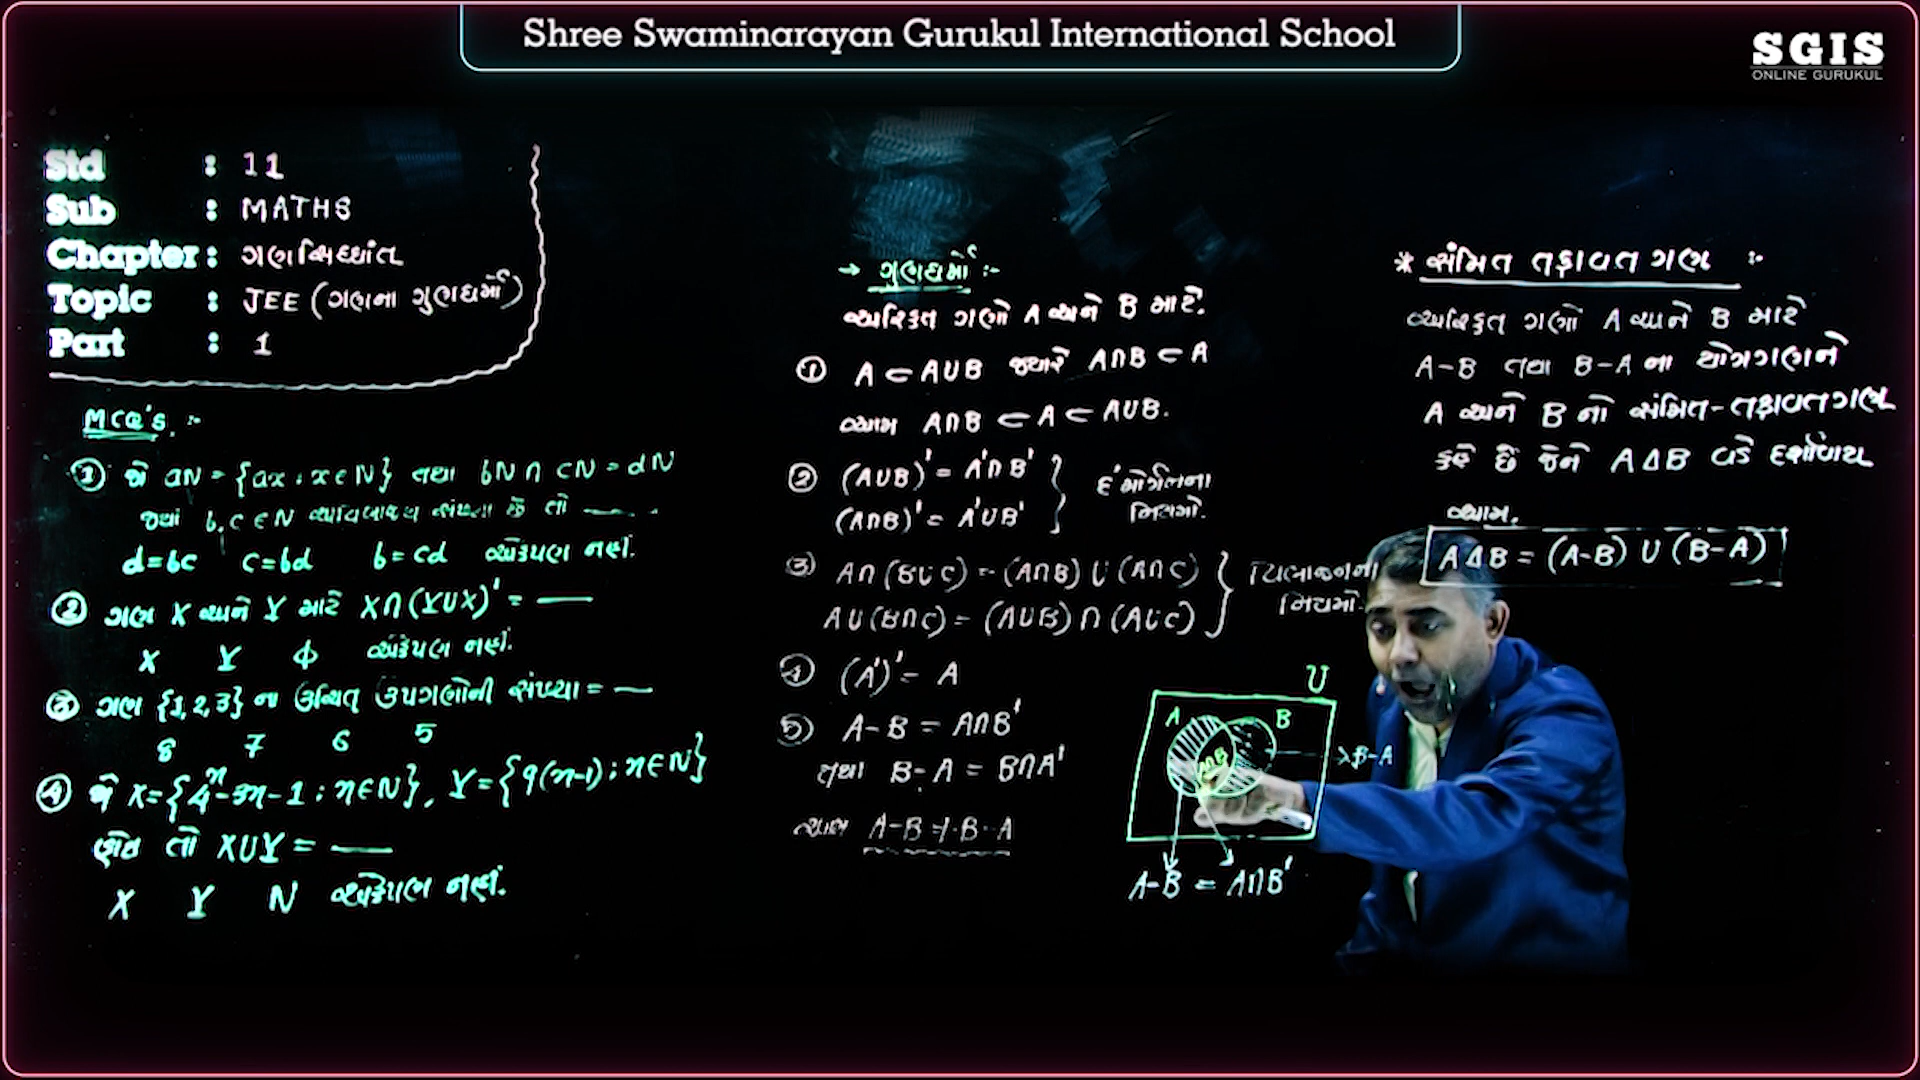 Shree Swaminarayan Gurukul International School
SGIS
ONLINE GURUKUL
Std : 11
Sub : MATHS
Chapter : ગણસિધ્ધાંત
Topic : JEE (ગણના ગુણધર્મો)
Part : 1
MCQ's :-
① જો aN = {ax : x ∈ N} તથા bN ∩ cN = dN
જ્યાં b, c ∈ N અવિભાજ્ય સંખ્યા છે તો ——.
d=bc c=bd b=cd એકપણ નહીં.
② ગણ X અને Y માટે X∩(Y∪X)' = ——
X Y ϕ એકેપણ નહીં.
③ ગણ {1,2,3} ના ઉચિત ઉપગણોની સંખ્યા = —
8 7 6 5
④ જો X={4ⁿ-3n-1 ; n∈N}, Y={9(n-1) ; n∈N}
હોય તો X∪Y = ——
X Y N એકેપણ નહીં.
→ ગુણધર્મો :-
અરિક્ત ગણો A અને B માટે.
① A ⊂ A∪B જ્યારે A∩B ⊂ A
આમ A∩B ⊂ A ⊂ A∪B.
② (A∪B)' = A'∩B'
(A∩B)' = A'∪B'
દ'મોર્ગનના
નિયમો.
③ A∩(B∪C) = (A∩B) ∪ (A∩C)
A∪(B∩C) = (A∪B) ∩ (A∪C)
વિભાજનના
નિયમો.
④ (A')' = A
⑤ A-B = A∩B'
તથા B-A = B∩A'
આમ A-B ≠ B-A
U
A B
A∩B
→B-A
A-B = A∩B'
* સંમિત તફાવત ગણ :-
અરિક્ત ગણો A અને B માટે
A-B તથા B-A ના યોગગણને
A અને B નો સંમિત-તફાવતગણ
કહે છે જેને A∆B વડે દર્શાવાય
આમ,
A∆B = (A-B) ∪ (B-A)